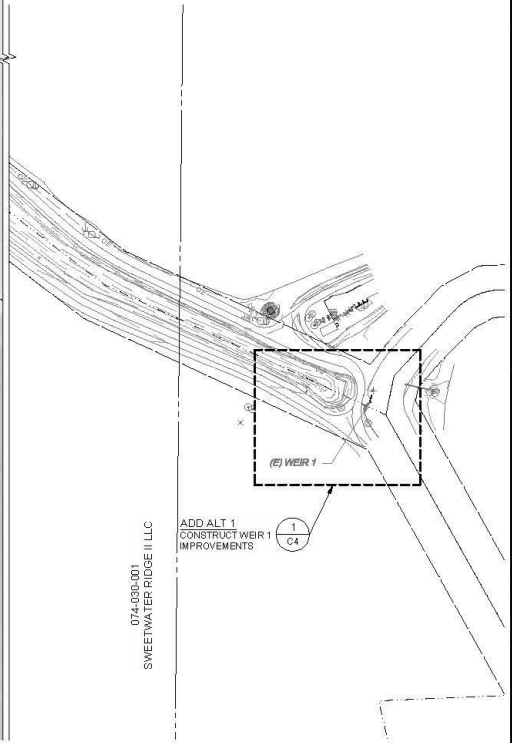 (E) WEIR 1
ADD ALT 1
CONSTRUCT WEIR 1
IMPROVEMENTS
1
C4
074-030-001
SWEETWATER RIDGE II LLC